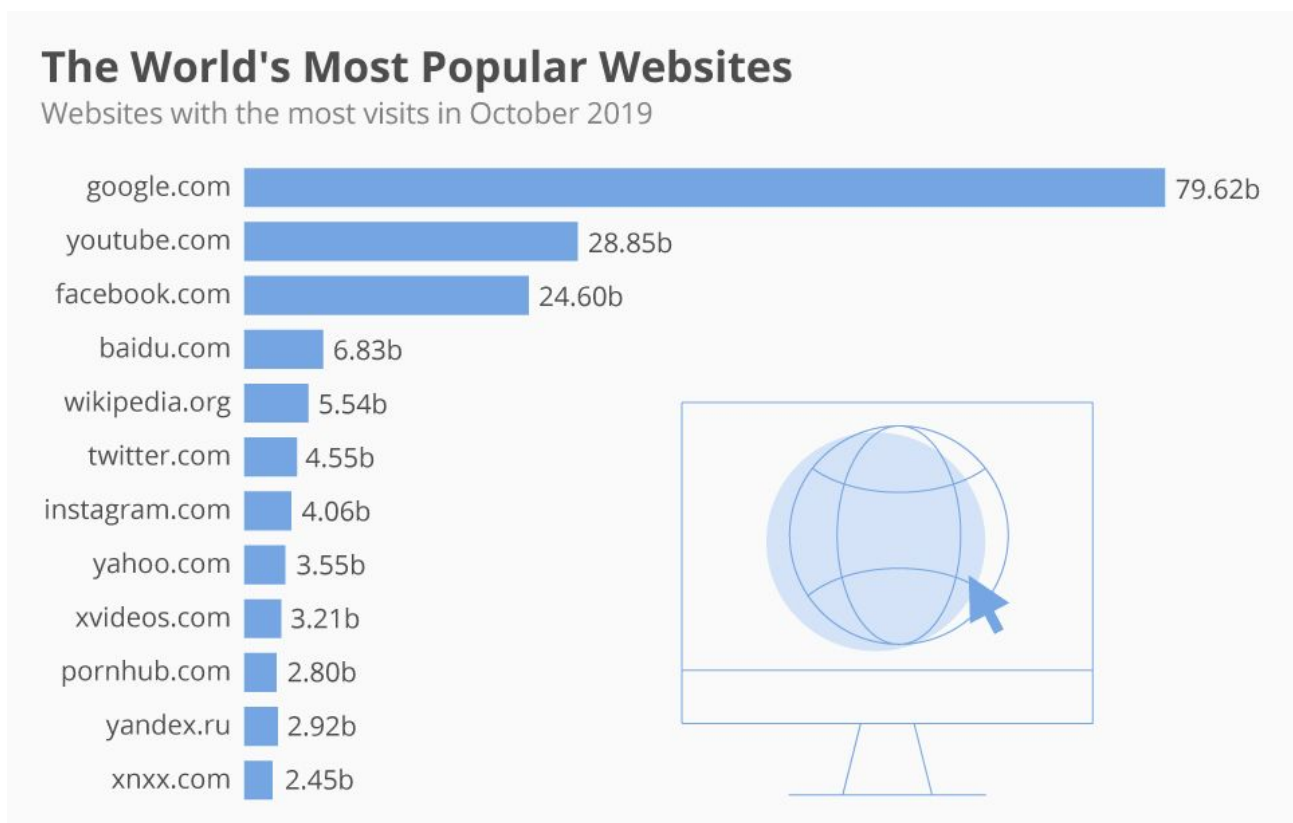 The World's Most Popular Websites
Websites with the most visits in October 2019
google.com 79.62b
youtube.com 28.85b
facebook.com 24.60b
baidu.com 6.83b
wikipedia.org 5.54b
twitter.com 4.55b
instagram.com 4.06b
yahoo.com 3.55b
xvideos.com 3.21b
pornhub.com 2.80b
yandex.ru 2.92b
xnxx.com 2.45b